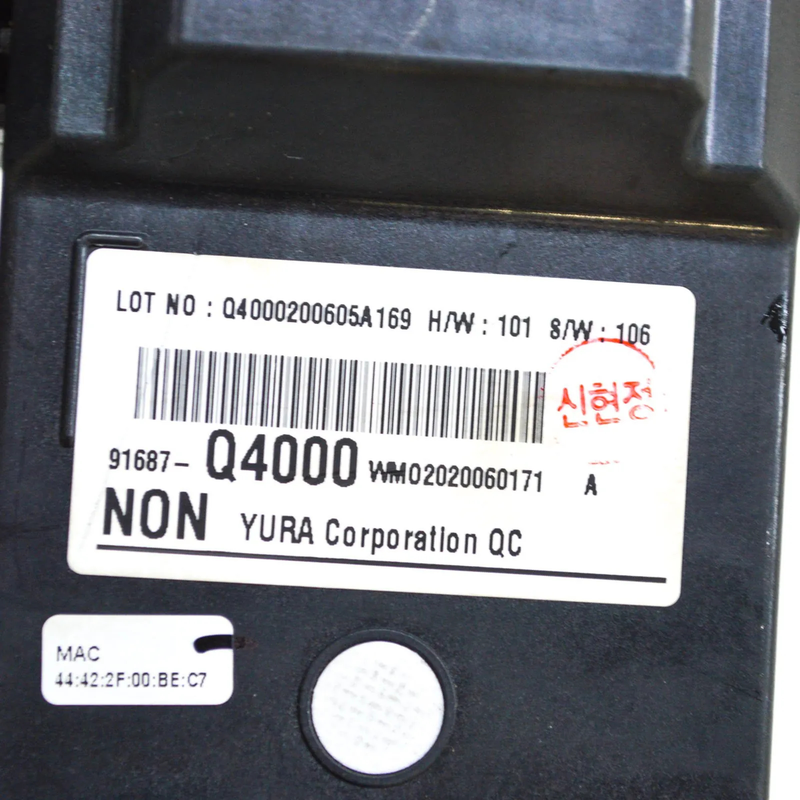 LOT NO : Q4000200605A169 H/W : 101 S/W : 106
신현정
91687- Q4000 WM02020060171 A
NON YURA Corporation QC
MAC
44:42:2F:00:BE:C7